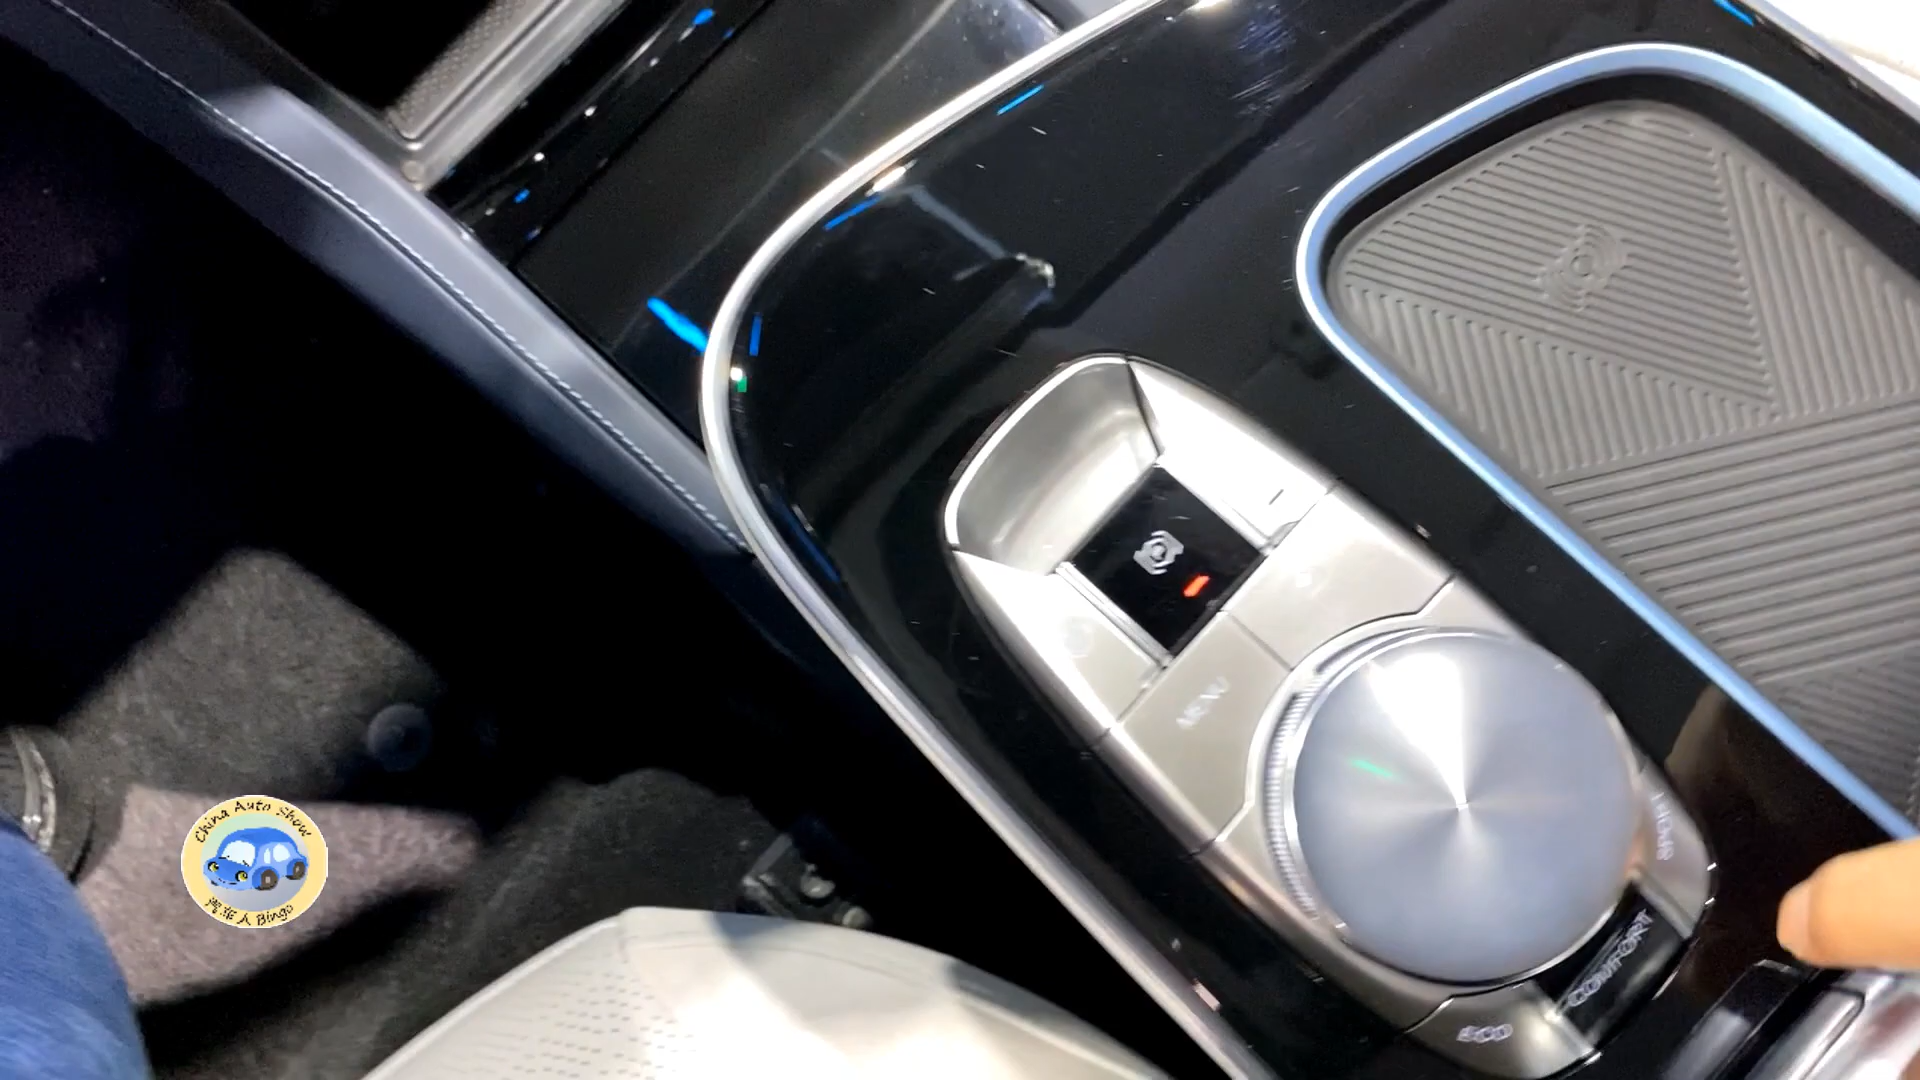 MENU
SPORT
COMFORT
ECO
China Auto Show
汽车人 Bingo